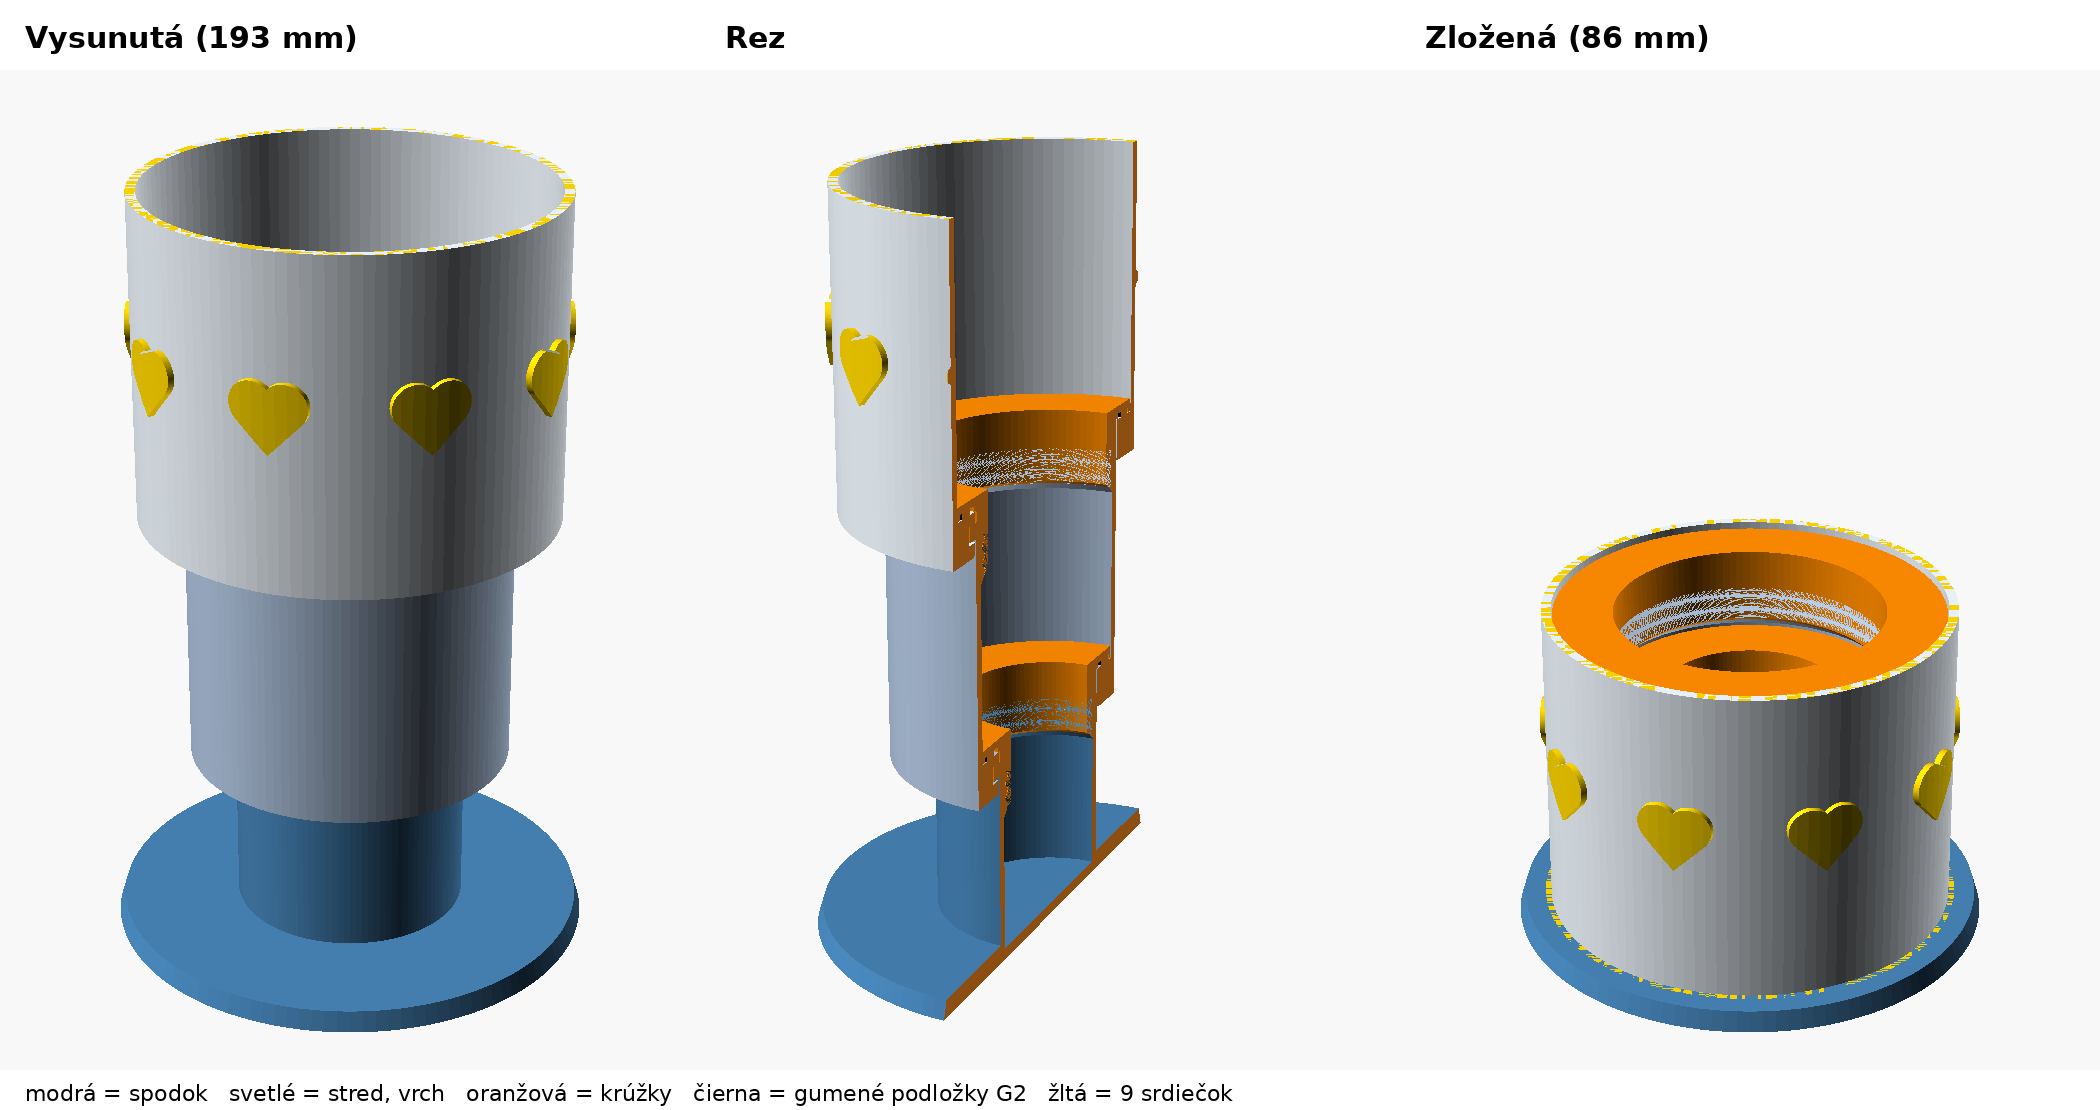 Vysunutá (193 mm)
Rez
Zložená (86 mm)
modrá = spodok   svetlé = stred, vrch   oranžová = krúžky   čierna = gumené podložky G2   žltá = 9 srdiečok